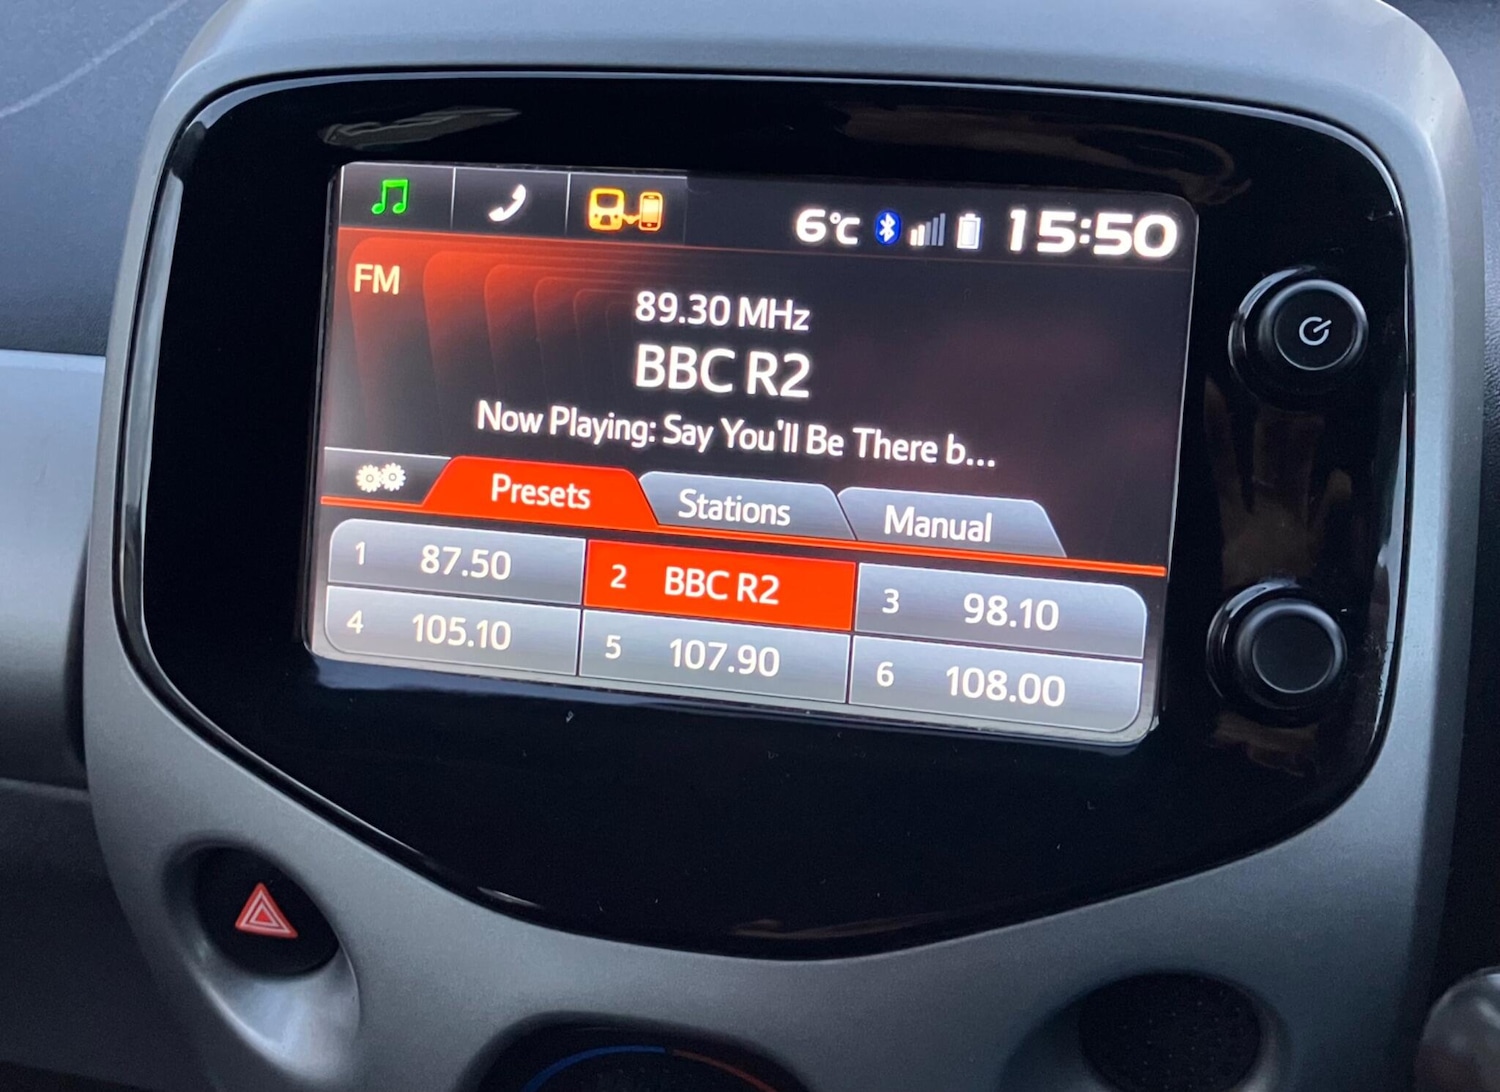 6°C 15:50
FM
89.30 MHz
BBC R2
Now Playing: Say You'll Be There b...
Presets Stations Manual
1 87.50 2 BBC R2 3 98.10
4 105.10 5 107.90 6 108.00